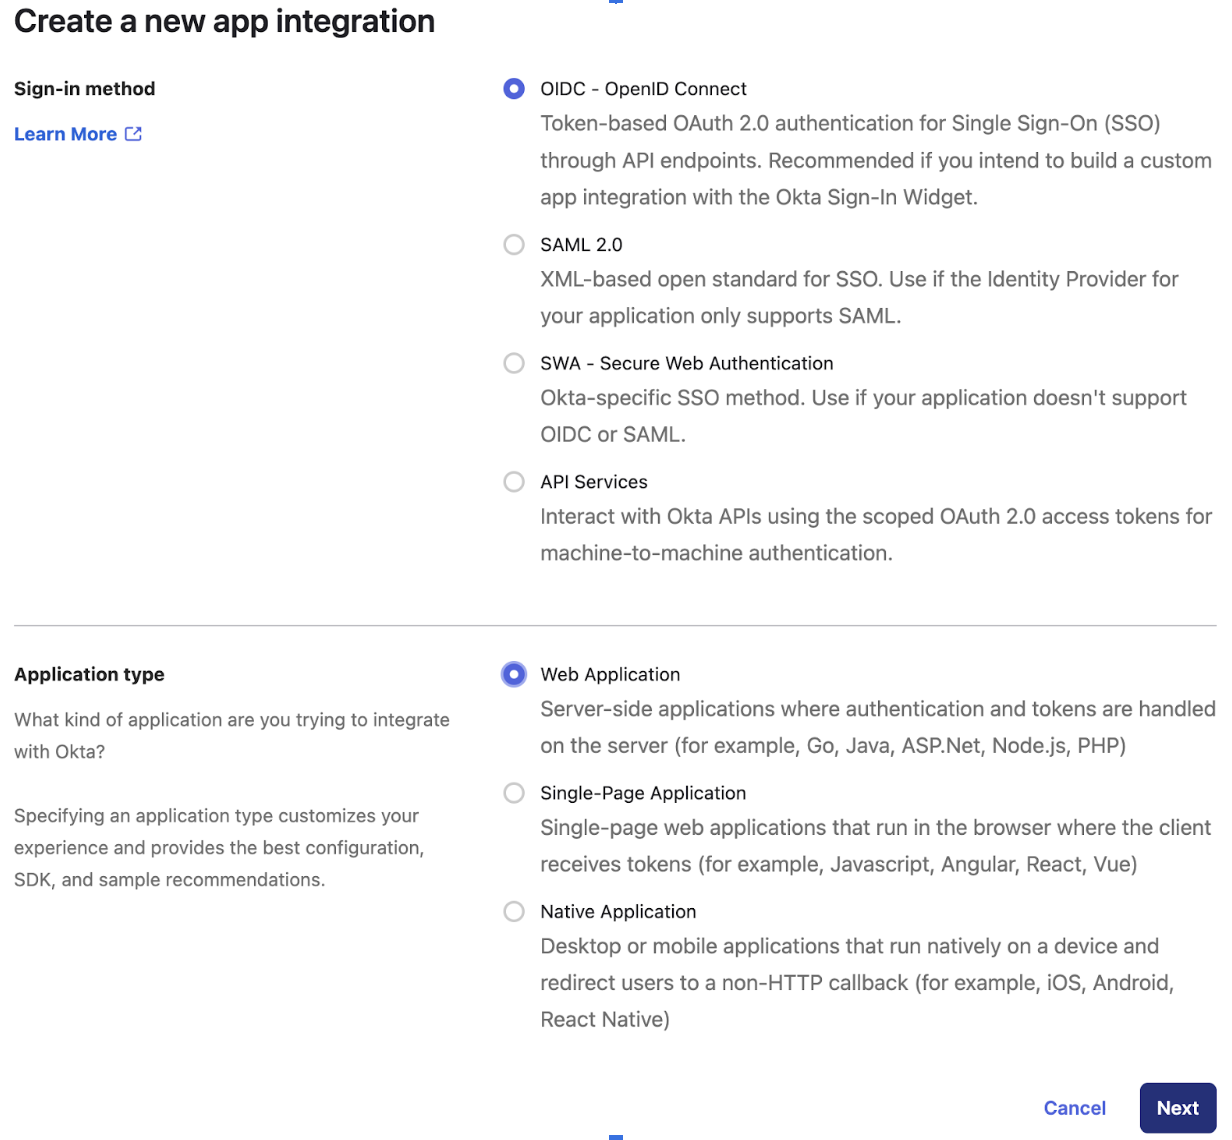 Create a new app integration
Sign-in method
Learn More
OIDC - OpenID Connect
Token-based OAuth 2.0 authentication for Single Sign-On (SSO)
through API endpoints. Recommended if you intend to build a custom
app integration with the Okta Sign-In Widget.
SAML 2.0
XML-based open standard for SSO. Use if the Identity Provider for
your application only supports SAML.
SWA - Secure Web Authentication
Okta-specific SSO method. Use if your application doesn't support
OIDC or SAML.
API Services
Interact with Okta APIs using the scoped OAuth 2.0 access tokens for
machine-to-machine authentication.
Application type
What kind of application are you trying to integrate
with Okta?
Specifying an application type customizes your
experience and provides the best configuration,
SDK, and sample recommendations.
Web Application
Server-side applications where authentication and tokens are handled
on the server (for example, Go, Java, ASP.Net, Node.js, PHP)
Single-Page Application
Single-page web applications that run in the browser where the client
receives tokens (for example, Javascript, Angular, React, Vue)
Native Application
Desktop or mobile applications that run natively on a device and
redirect users to a non-HTTP callback (for example, iOS, Android,
React Native)
Cancel
Next